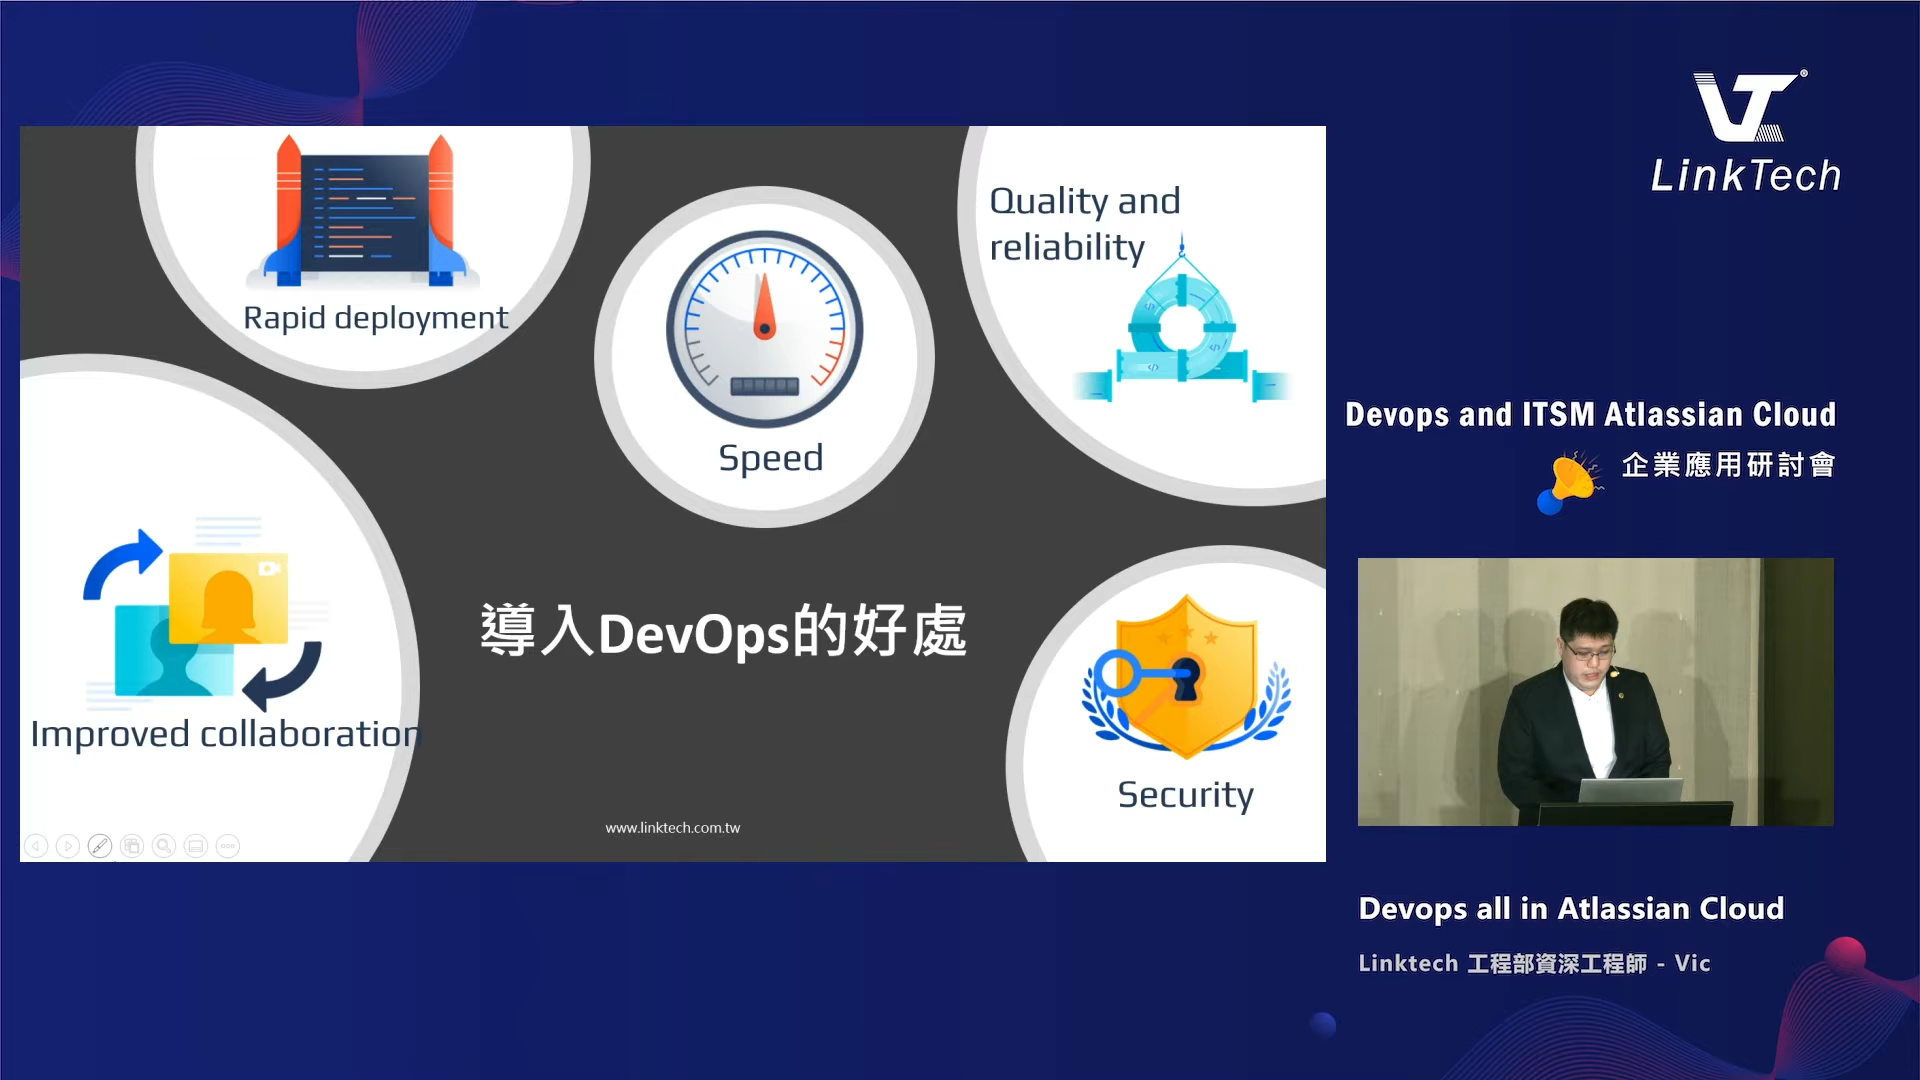 Rapid deployment
Speed
Quality and
reliability
Improved collaboration
導入DevOps的好處
Security
www.linktech.com.tw
LinkTech
Devops and ITSM Atlassian Cloud
企業應用研討會
Devops all in Atlassian Cloud
Linktech 工程部資深工程師 - Vic